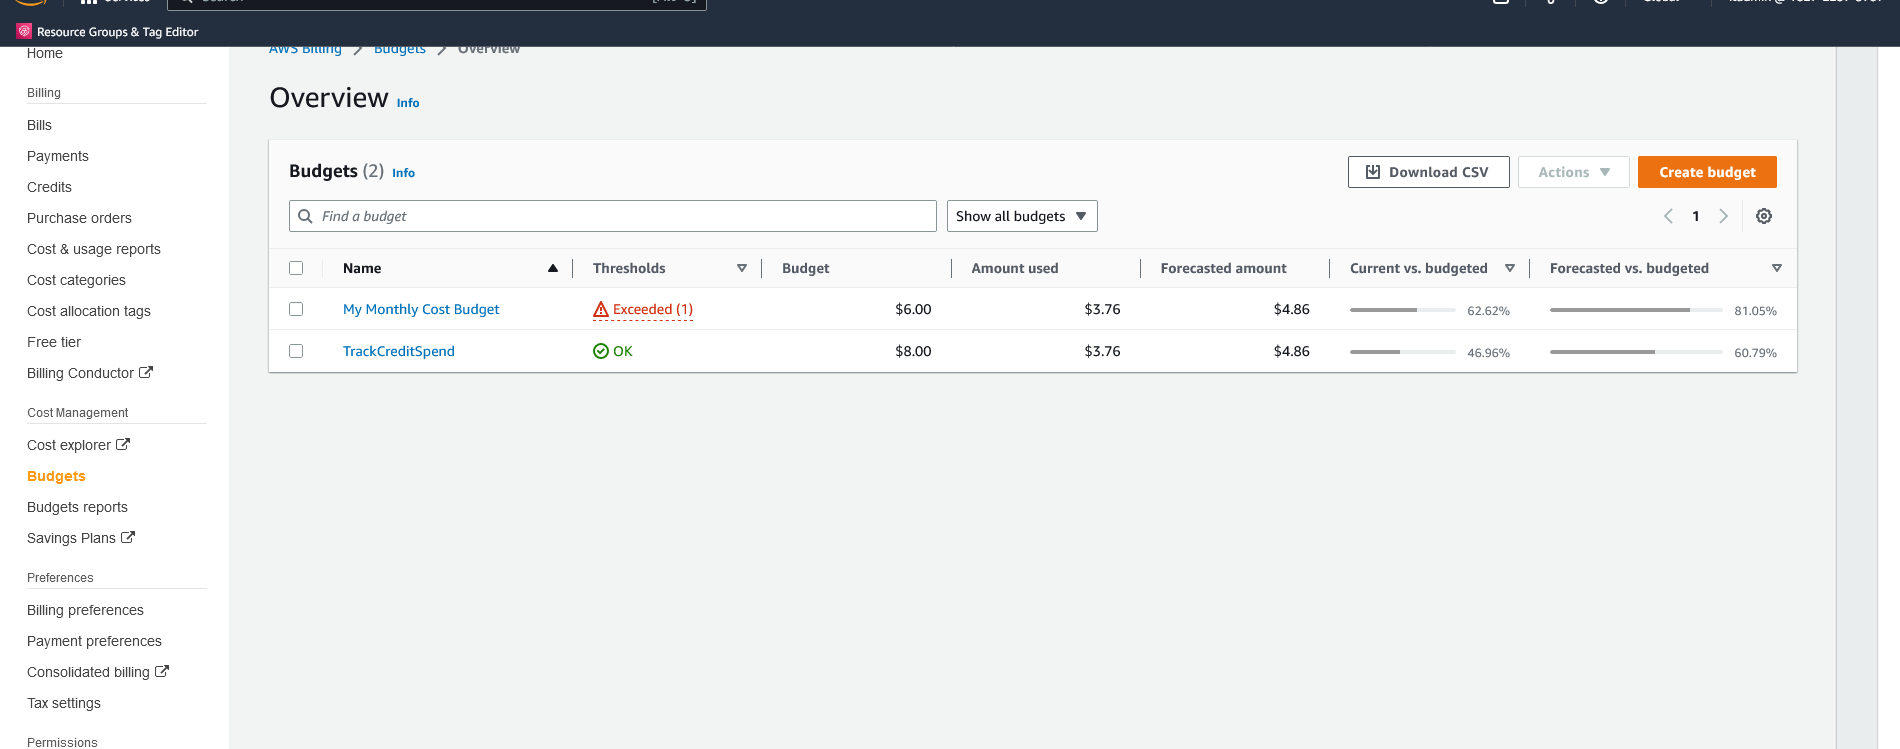 Resource Groups & Tag Editor
AWS Billing > Budgets > Overview
Home
Billing
Bills
Payments
Credits
Purchase orders
Cost & usage reports
Cost categories
Cost allocation tags
Free tier
Billing Conductor
Cost Management
Cost explorer
Budgets
Budgets reports
Savings Plans
Preferences
Billing preferences
Payment preferences
Consolidated billing
Tax settings
Permissions
Overview Info
Budgets (2) Info
Download CSV Actions Create budget
Find a budget Show all budgets 1
Name Thresholds Budget Amount used Forecasted amount Current vs. budgeted Forecasted vs. budgeted
My Monthly Cost Budget Exceeded (1) $6.00 $3.76 $4.86 62.62% 81.05%
TrackCreditSpend OK $8.00 $3.76 $4.86 46.96% 60.79%